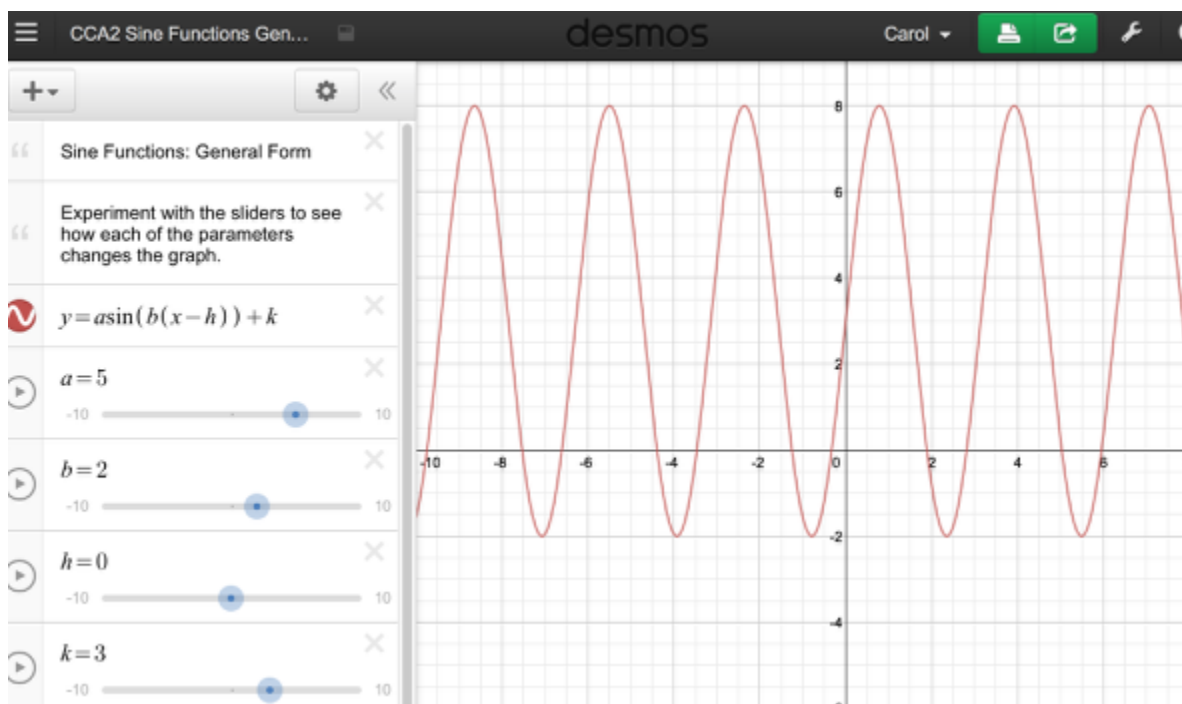 CCA2 Sine Functions Gen...
desmos
Carol
Sine Functions: General Form
Experiment with the sliders to see
how each of the parameters
changes the graph.
y=asin(b(x−h))+k
a=5
-10 10
b=2
-10 10
h=0
-10 10
k=3
-10 10
8
6
4
2
-10 -8 -6 -4 -2 0 2 4 6
-2
-4